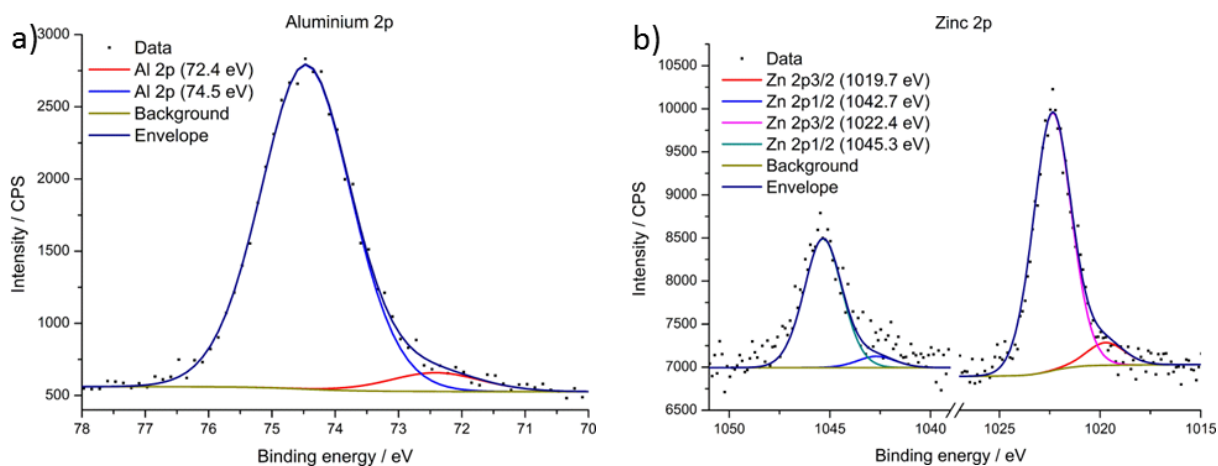 a)
Aluminium 2p
Data
Al 2p (72.4 eV)
Al 2p (74.5 eV)
Background
Envelope
Intensity / CPS
3000
2500
2000
1500
1000
500
78 77 76 75 74 73 72 71 70
Binding energy / eV
b)
Zinc 2p
Data
Zn 2p3/2 (1019.7 eV)
Zn 2p1/2 (1042.7 eV)
Zn 2p3/2 (1022.4 eV)
Zn 2p1/2 (1045.3 eV)
Background
Envelope
Intensity / CPS
10500
10000
9500
9000
8500
8000
7500
7000
6500
1050 1045 1040 1025 1020 1015
Binding energy / eV